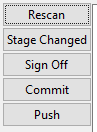 Rescan
Stage Changed
Sign Off
Commit
Push